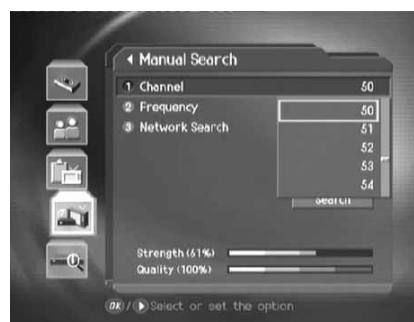 Manual Search
1 Channel 50
2 Frequency 50
3 Network Search 51
52
53
54
Search
Strength(61%)
Quality(100%)
OK / Select or set the option